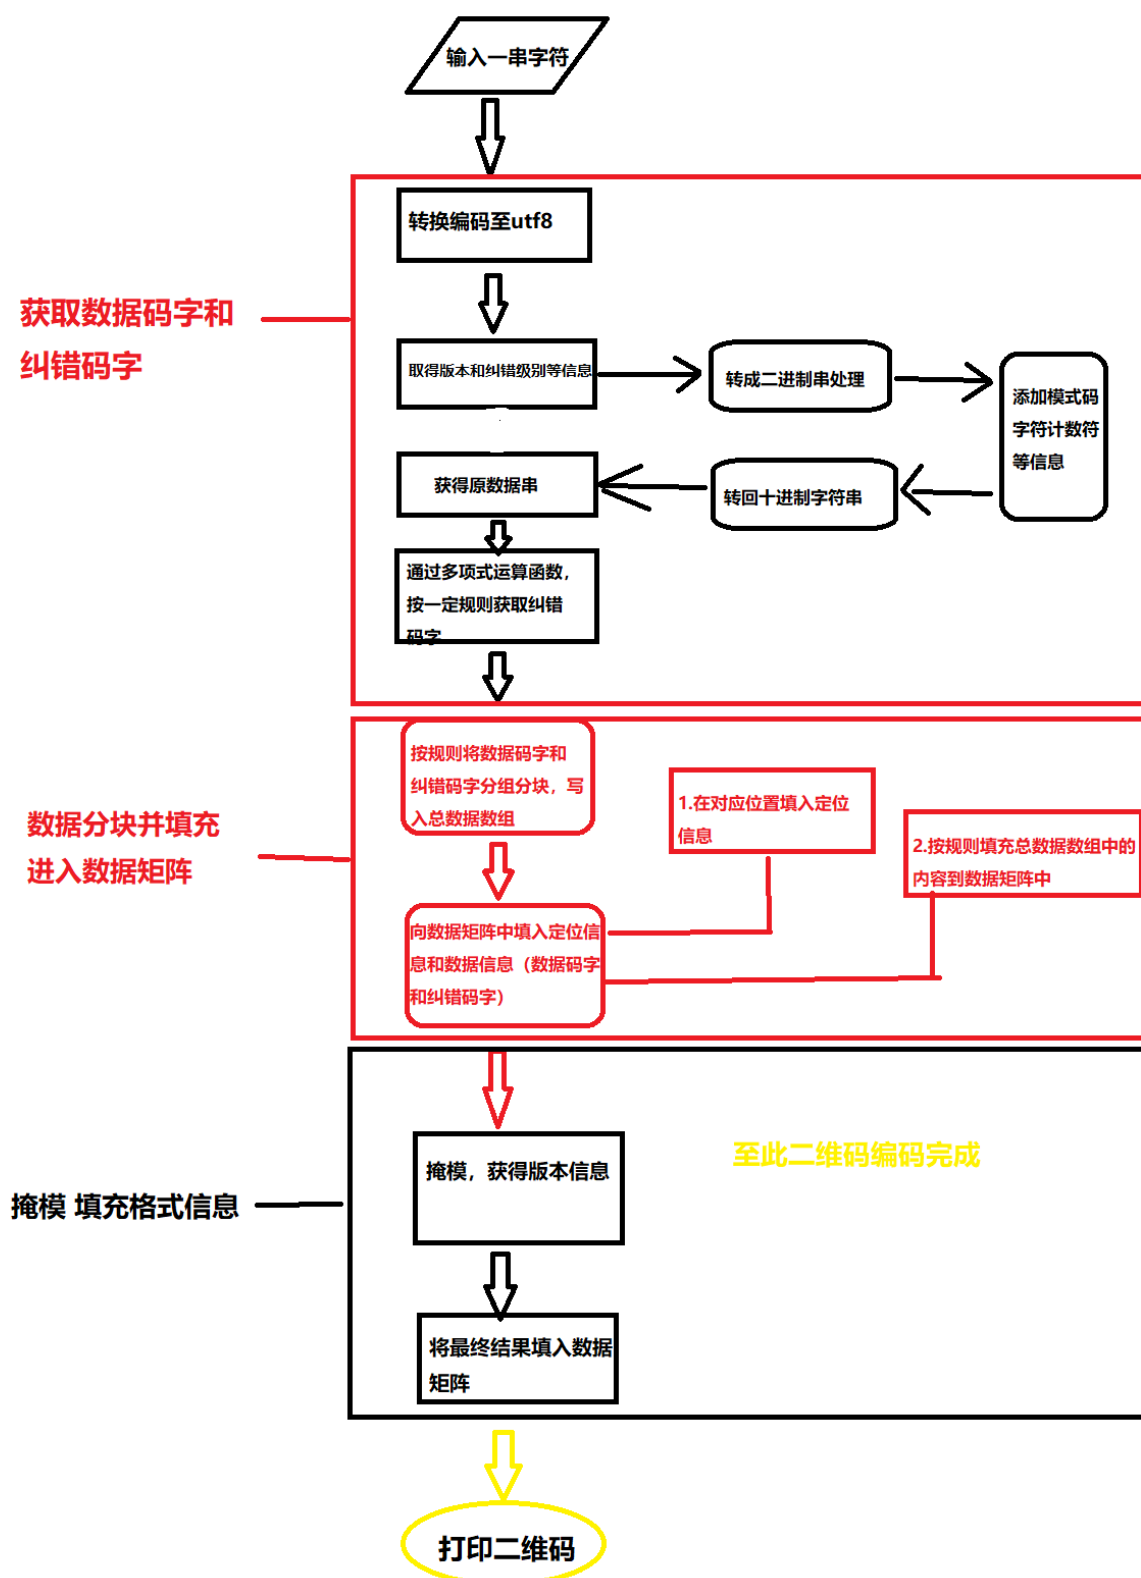 输入一串字符
转换编码至utf8
获取数据码字和
纠错码字
取得版本和纠错级别等信息
转成二进制串处理
添加模式码
字符计数符
等信息
获得原数据串
转回十进制字符串
通过多项式运算函数，
按一定规则获取纠错
码字
按规则将数据码字和
纠错码字分组分块，写
入总数据数组
1.在对应位置填入定位
信息
2.按规则填充总数据数组中的
内容到数据矩阵中
数据分块并填充
进入数据矩阵
向数据矩阵中填入定位信
息和数据信息（数据码字
和纠错码字）
掩模，获得版本信息
至此二维码编码完成
掩模 填充格式信息
将最终结果填入数据
矩阵
打印二维码